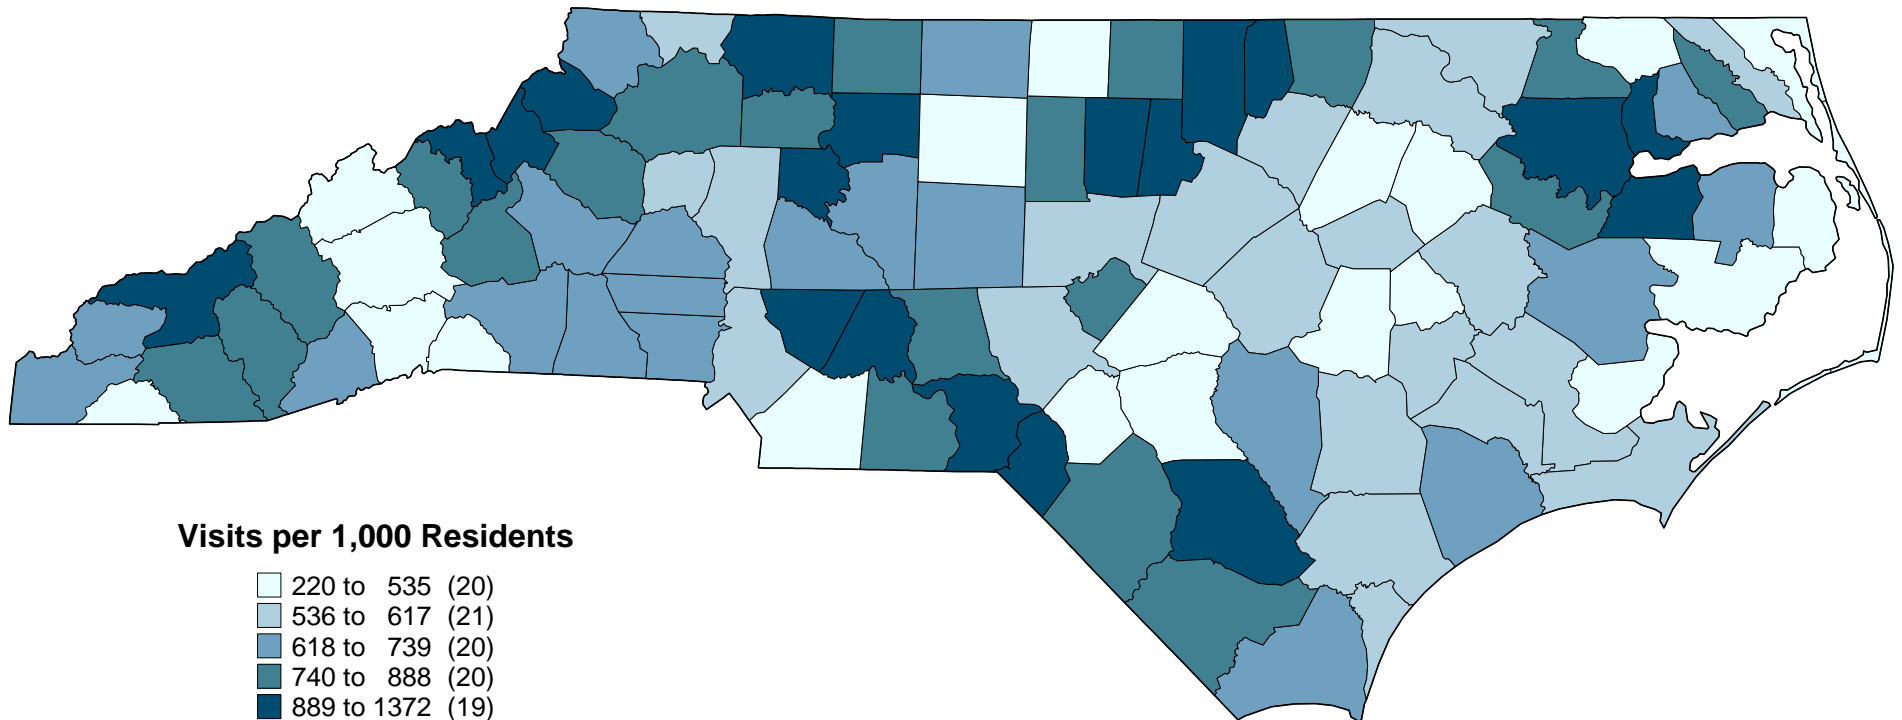 Visits per 1,000 Residents
220 to 535 (20)
536 to 617 (21)
618 to 739 (20)
740 to 888 (20)
889 to 1372 (19)